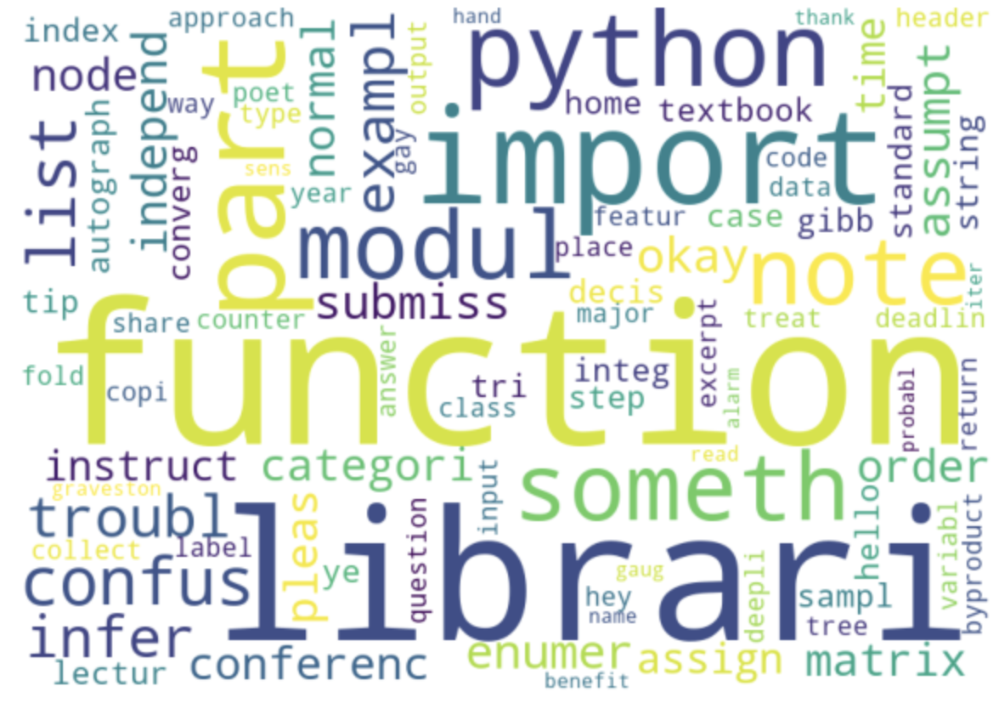 index
approach
hand
thank
header
python
node
independ
part
normal
exampl
output
time
way
poet
type
home
textbook
standard
assumpt
string
list
autograph
converg
sens
year
gay
import
code
data
featur
case
gibb
modul
place
okay
note
iter
tip
submiss
decis
major
treat
deadlin
share
counter
function
answer
excerpt
fold
copi
tri
class
integ
step
alarm
probabl
return
instruct
categori
read
someth
order
graveston
troubl
input
hello
collect
label
pleas
question
librari
variabl
byproduct
confus
ye
gaug
hey
name
deepli
sampl
tree
infer
lectur
conferenc
enumer
assign
matrix
benefit